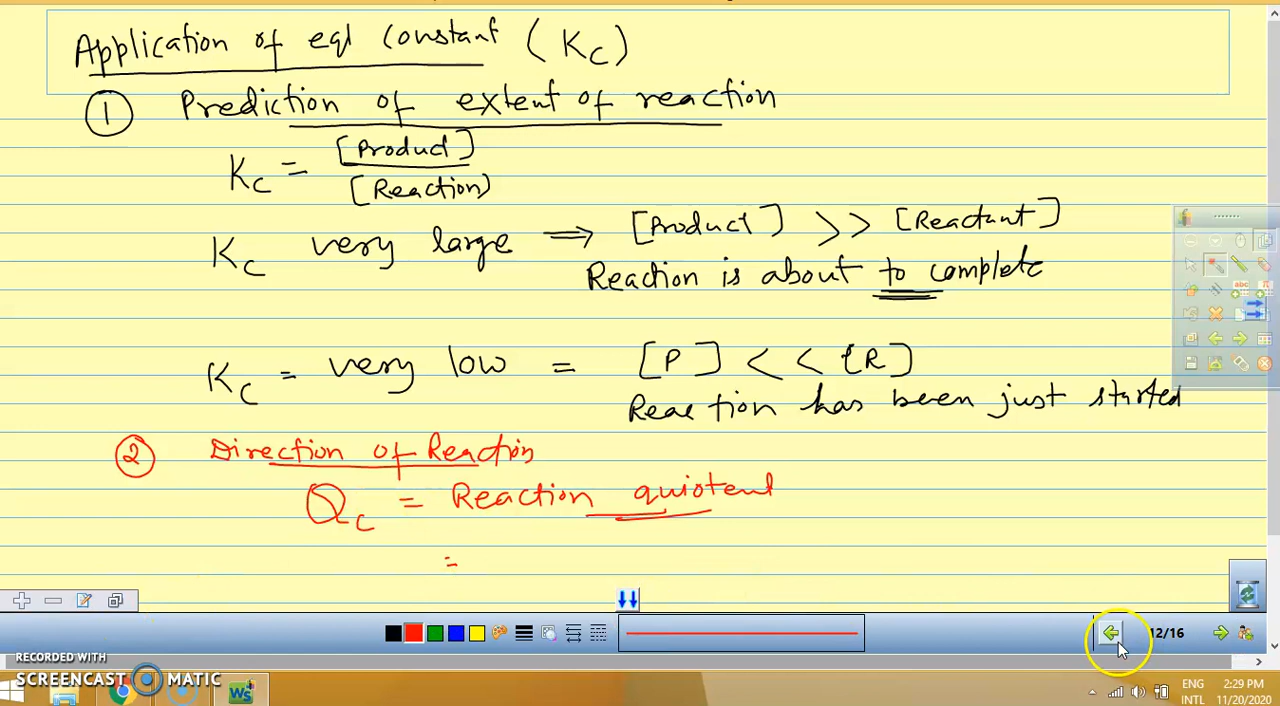 Application of eql constant (Kc)
1 Prediction of extent of reaction
Kc = [Product]
[Reaction)
Kc very large ⟹ [Product] >> [Reactant]
Reaction is about to complete
Kc = very low = [P] < < {R]
Reaction has been just started
2 Direction of Reaction
Qc = Reaction quiotent
=
12/16
RECORDED WITH
SCREENCAST MATIC
ENG
INTL
2:29 PM
11/20/2020